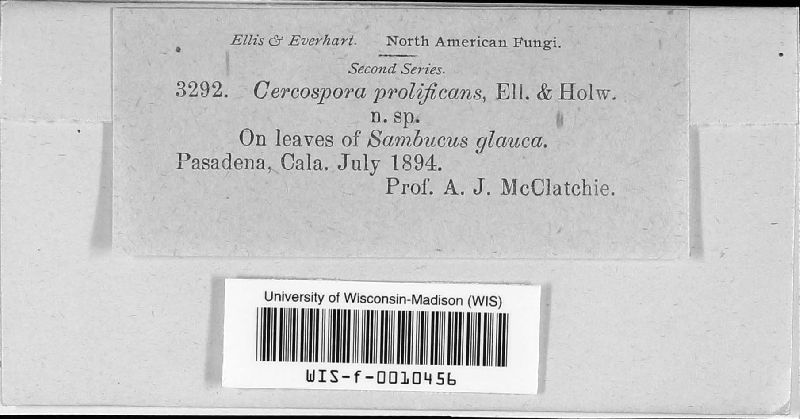 Ellis & Everhart. North American Fungi.
Second Series.
3292. Cercospora prolificans, Ell. & Holw.
n. sp.
On leaves of Sambucus glauca.
Pasadena, Cala. July 1894.
Prof. A. J. McClatchie.
University of Wisconsin-Madison (WIS)
WIS-f-0010456